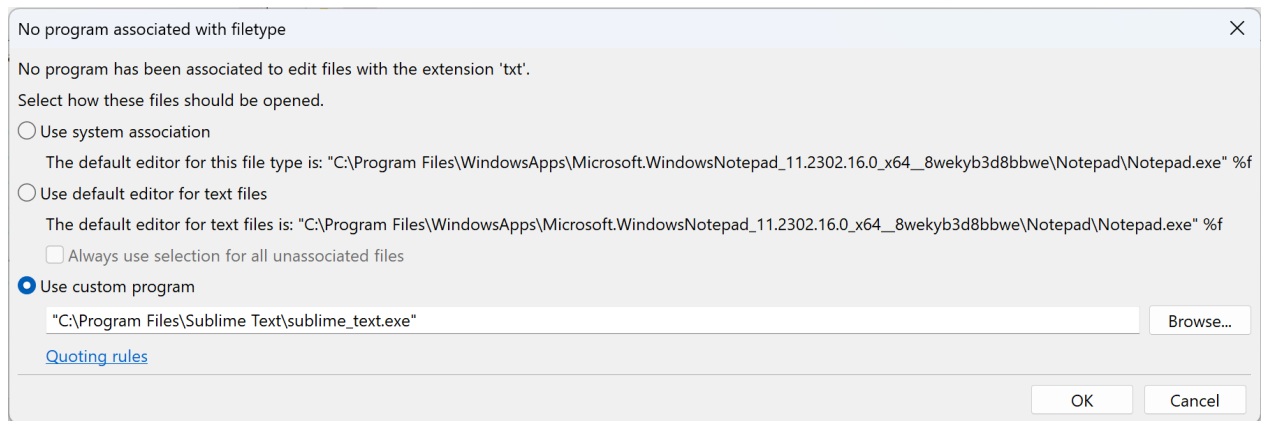 No program associated with filetype
No program has been associated to edit files with the extension 'txt'.
Select how these files should be opened.
Use system association
The default editor for this file type is: "C:\Program Files\WindowsApps\Microsoft.WindowsNotepad_11.2302.16.0_x64__8wekyb3d8bbwe\Notepad\Notepad.exe" %f
Use default editor for text files
The default editor for text files is: "C:\Program Files\WindowsApps\Microsoft.WindowsNotepad_11.2302.16.0_x64__8wekyb3d8bbwe\Notepad\Notepad.exe" %f
Always use selection for all unassociated files
Use custom program
"C:\Program Files\Sublime Text\sublime_text.exe"
Browse...
Quoting rules
OK
Cancel